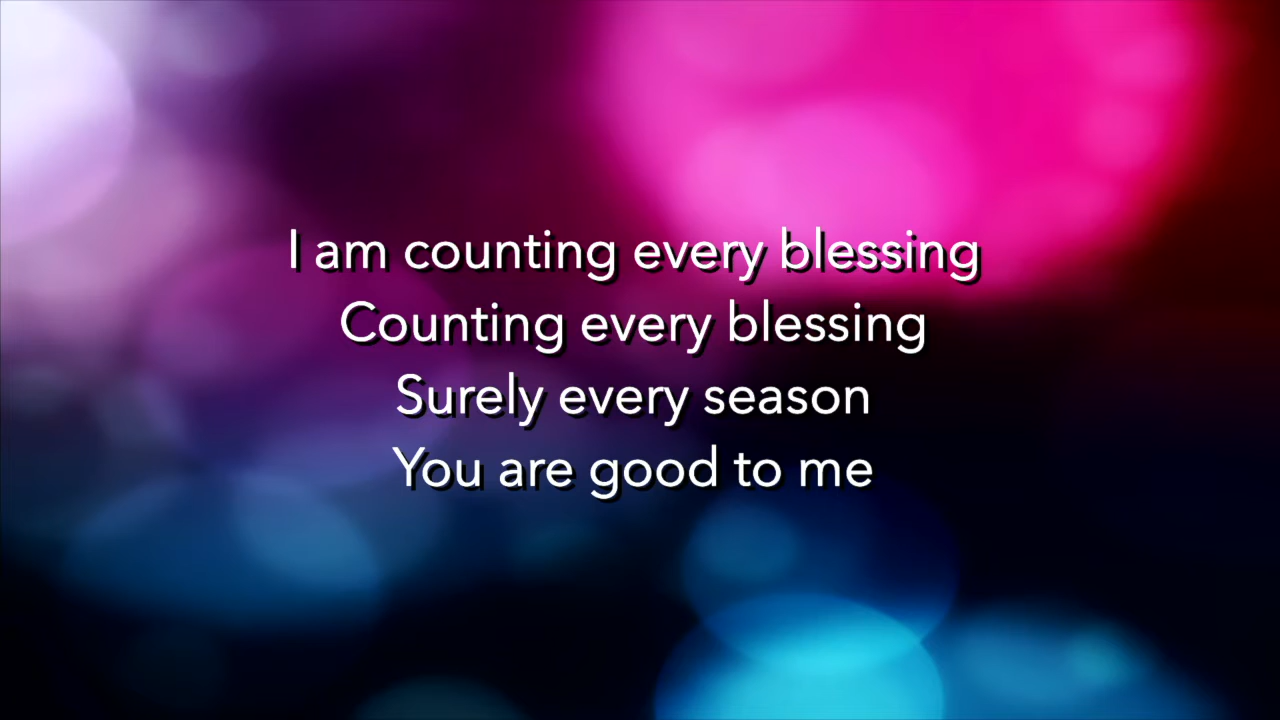 I am counting every blessing
Counting every blessing
Surely every season
You are good to me